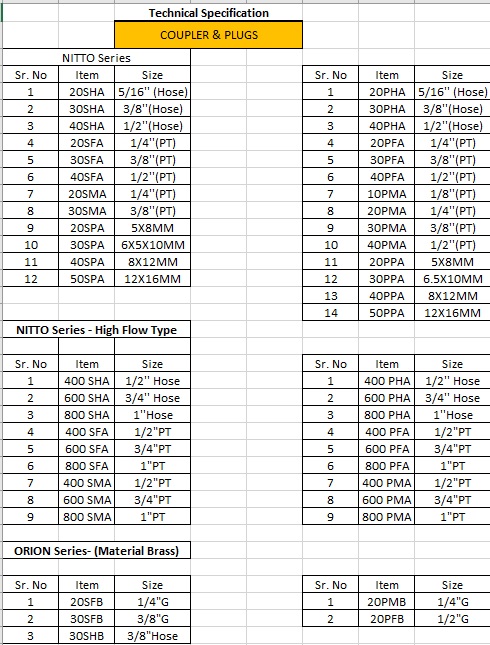 Technical Specification
COUPLER & PLUGS
NITTO Series
Sr. No Item Size Sr. No Item Size
1 20SHA 5/16" (Hose) 1 20PHA 5/16" (Hose)
2 30SHA 3/8"(Hose) 2 30PHA 3/8"(Hose)
3 40SHA 1/2"(Hose) 3 40PHA 1/2"(Hose)
4 20SFA 1/4"(PT) 4 20PFA 1/4"(PT)
5 30SFA 3/8"(PT) 5 30PFA 3/8"(PT)
6 40SFA 1/2"(PT) 6 40PFA 1/2"(PT)
7 20SMA 1/4"(PT) 7 10PMA 1/8"(PT)
8 30SMA 3/8"(PT) 8 20PMA 1/4"(PT)
9 20SPA 5X8MM 9 30PMA 3/8"(PT)
10 30SPA 6X5X10MM 10 40PMA 1/2"(PT)
11 40SPA 8X12MM 11 20PPA 5X8MM
12 50SPA 12X16MM 12 30PPA 6.5X10MM
13 40PPA 8X12MM
14 50PPA 12X16MM
NITTO Series - High Flow Type
Sr. No Item Size Sr. No Item Size
1 400 SHA 1/2" Hose 1 400 PHA 1/2" Hose
2 600 SHA 3/4" Hose 2 600 PHA 3/4" Hose
3 800 SHA 1"Hose 3 800 PHA 1"Hose
4 400 SFA 1/2"PT 4 400 PFA 1/2"PT
5 600 SFA 3/4"PT 5 600 PFA 3/4"PT
6 800 SFA 1"PT 6 800 PFA 1"PT
7 400 SMA 1/2"PT 7 400 PMA 1/2"PT
8 600 SMA 3/4"PT 8 600 PMA 3/4"PT
9 800 SMA 1"PT 9 800 PMA 1"PT
ORION Series- (Material Brass)
Sr. No Item Size Sr. No Item Size
1 20SFB 1/4"G 1 20PMB 1/4"G
2 30SFB 3/8"G 2 20PFB 1/2"G
3 30SHB 3/8"Hose